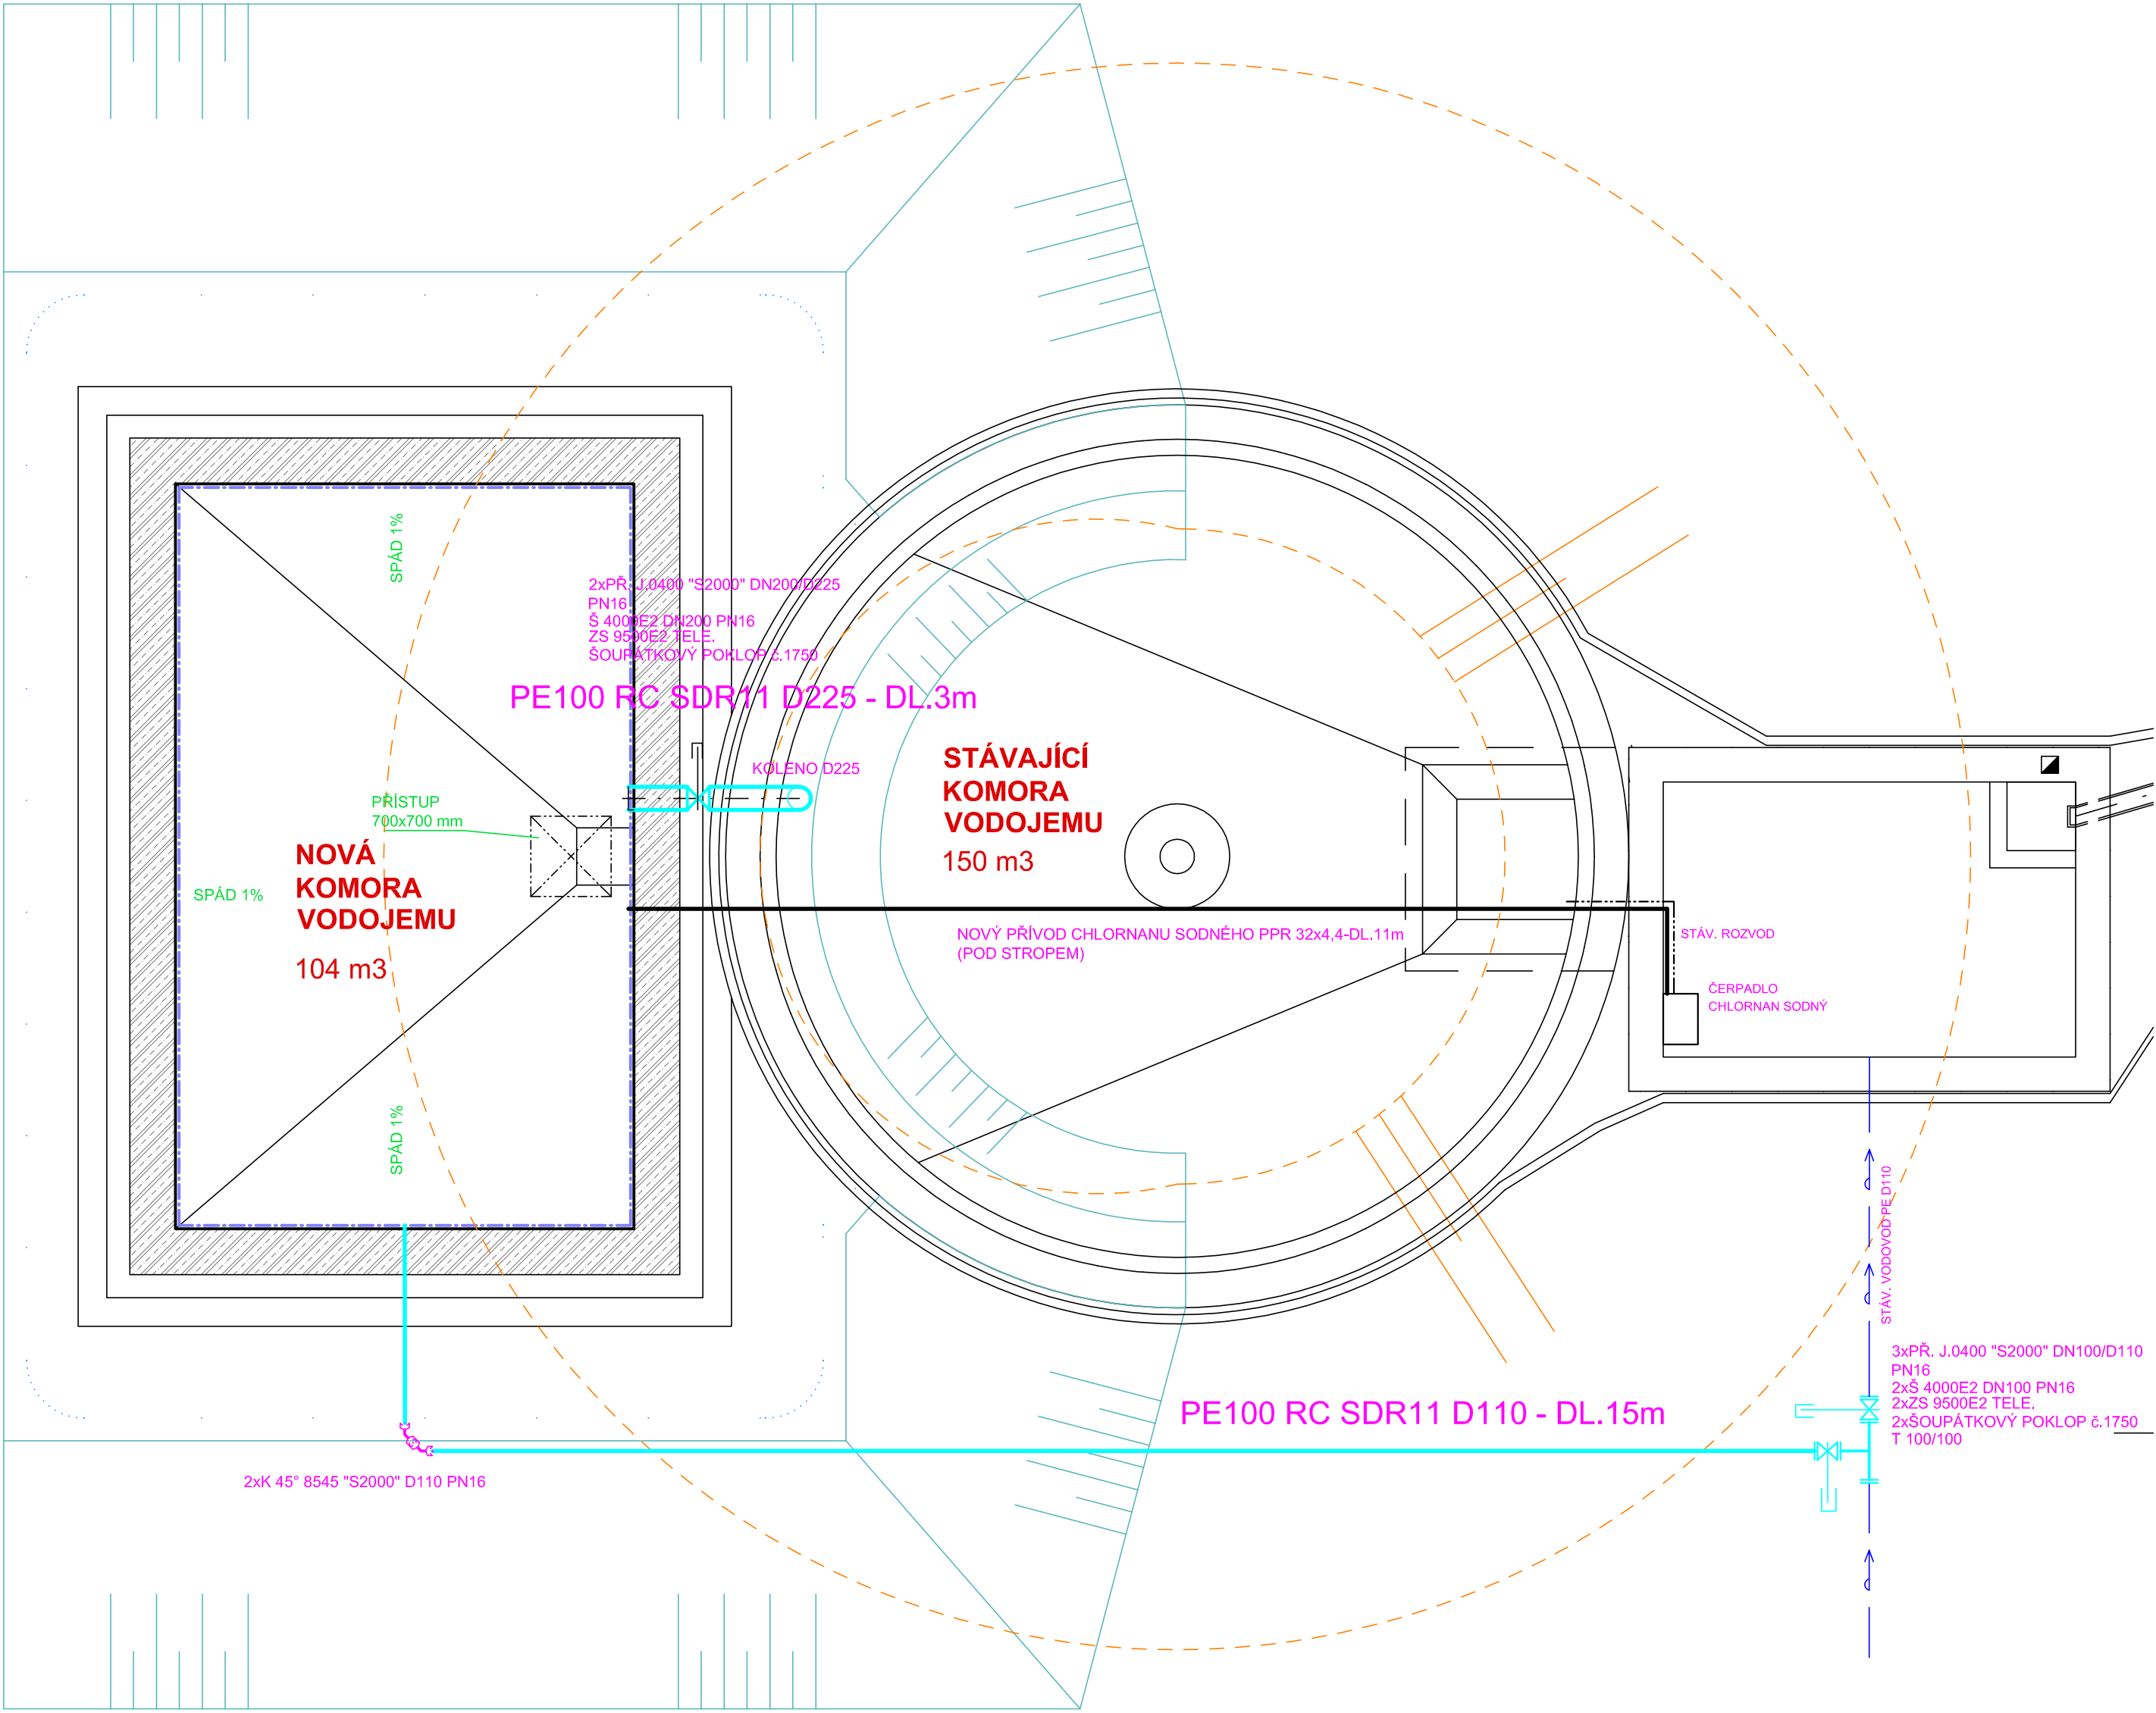 SPÁD 1%
2xPŘ. J.0400 "S2000" DN200/D225
PN16
Š 4000E2 DN200 PN16
ZS 9500E2 TELE.
ŠOUPÁTKOVÝ POKLOP č.1750
PE100 RC SDR11 D225 - DL.3m
KOLENO D225
PŘÍSTUP
700x700 mm
NOVÁ
KOMORA
VODOJEMU
104 m3
SPÁD 1%
SPÁD 1%
STÁVAJÍCÍ
KOMORA
VODOJEMU
150 m3
NOVÝ PŘÍVOD CHLORNANU SODNÉHO PPR 32x4,4-DL.11m
(POD STROPEM)
STÁV. ROZVOD
ČERPADLO
CHLORNAN SODNÝ
STÁV. VODOVOD PE D110
3xPŘ. J.0400 "S2000" DN100/D110
PN16
2xŠ 4000E2 DN100 PN16
2xZS 9500E2 TELE.
2xŠOUPÁTKOVÝ POKLOP č.1750
T 100/100
PE100 RC SDR11 D110 - DL.15m
2xK 45° 8545 "S2000" D110 PN16